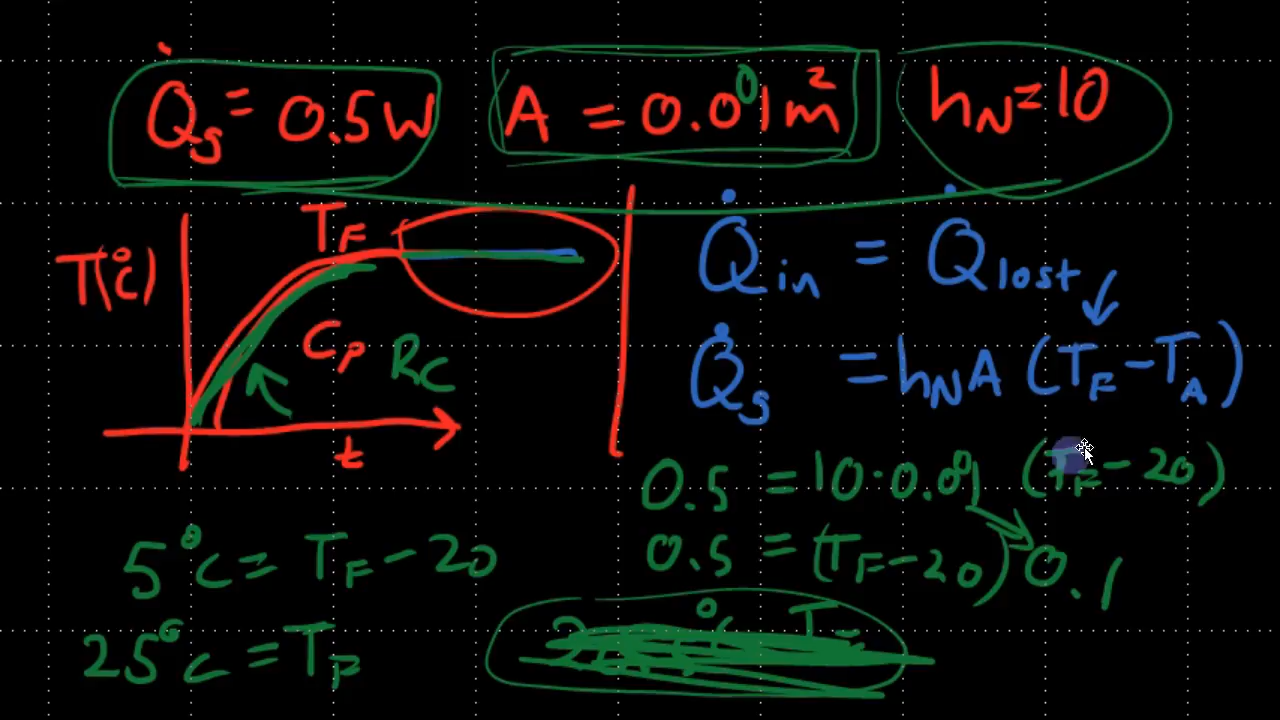 Q̇s = 0.5W
A = 0.001m²
hN = 10
T(°C)
TF
CP
RC
t
Q̇in = Q̇lost
Q̇s = hNA (TF - TA)
0.5 = 10·0.01 (TF - 20)
0.5 = (TF - 20) 0.1
5°C = TF - 20
25°C = TF